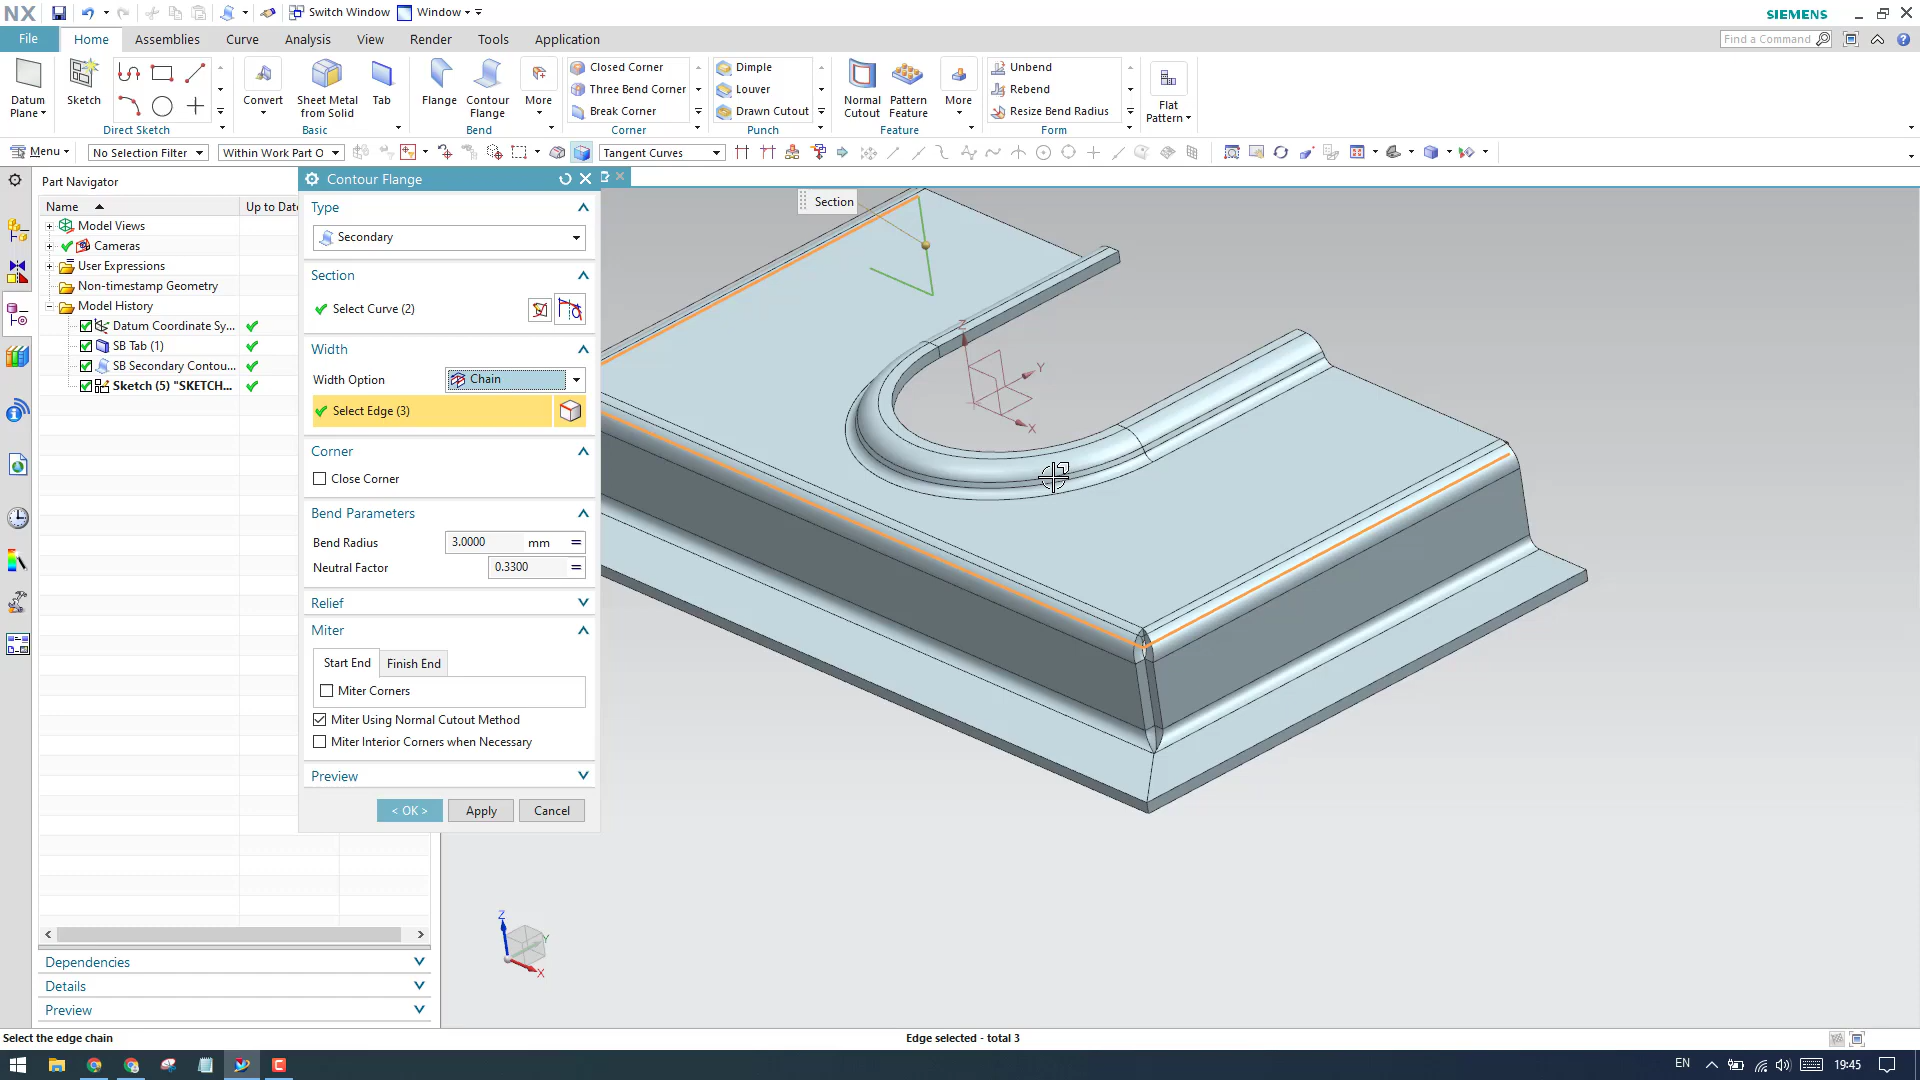 NX
Switch Window
Window
SIEMENS
File
Home
Assemblies
Curve
Analysis
View
Render
Tools
Application
Find a Command
Datum Plane
Sketch
Direct Sketch
Convert
Sheet Metal from Solid
Tab
Basic
Flange
Contour Flange
More
Bend
Closed Corner
Three Bend Corner
Break Corner
Corner
Dimple
Louver
Drawn Cutout
Punch
Normal Cutout
Pattern Feature
More
Feature
Unbend
Rebend
Resize Bend Radius
Form
Flat Pattern
Menu
No Selection Filter
Within Work Part O
Tangent Curves
Part Navigator
Name
Up to Date
Model Views
Cameras
User Expressions
Non-timestamp Geometry
Model History
Datum Coordinate Sy...
SB Tab (1)
SB Secondary Contou...
Sketch (5) "SKETCH...
Dependencies
Details
Preview
Contour Flange
Type
Secondary
Section
Select Curve (2)
Width
Width Option
Chain
Select Edge (3)
Corner
Close Corner
Bend Parameters
Bend Radius
3.0000
mm
=
Neutral Factor
0.3300
=
Relief
Miter
Start End
Finish End
Miter Corners
Miter Using Normal Cutout Method
Miter Interior Corners when Necessary
Preview
< OK >
Apply
Cancel
Section
Z
Y
X
Z
Y
X
Select the edge chain
Edge selected - total 3
EN
19:45